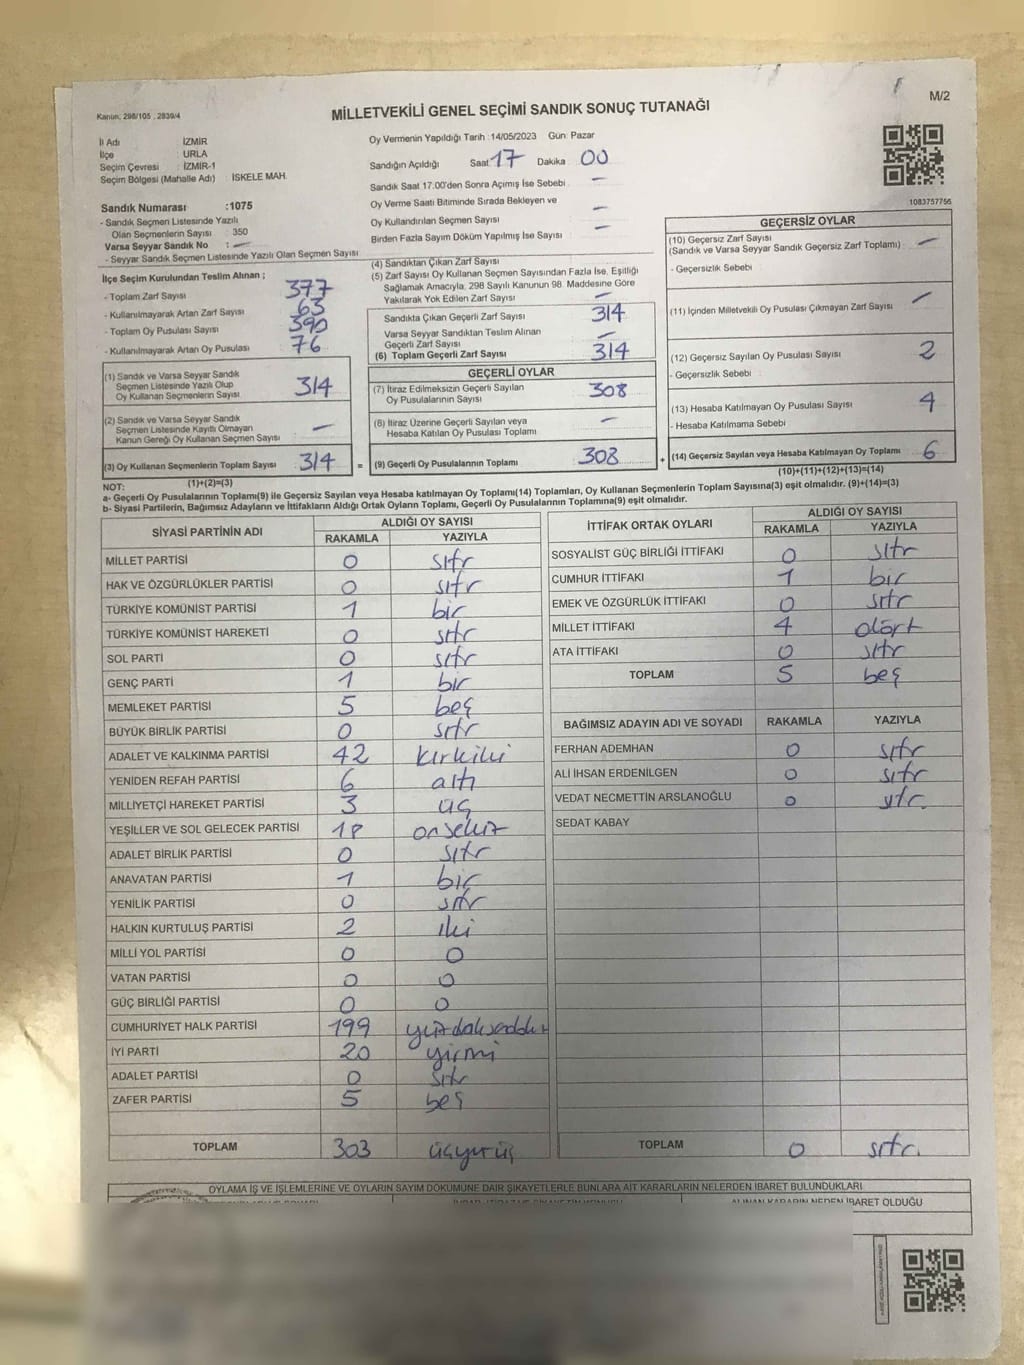 M/2
Kanun, 298/105 , 2839/4
MİLLETVEKİLİ GENEL SEÇİMİ SANDIK SONUÇ TUTANAĞI
İl Adı İZMİR
İlçe URLA
Seçim Çevresi : İZMİR-1
Seçim Bölgesi (Mahalle Adı) : İSKELE MAH.
Sandık Numarası :1075
- Sandık Seçmen Listesinde Yazılı
Olan Seçmenlerin Sayısı : 350
Varsa Seyyar Sandık No : —
- Seyyar Sandık Seçmen Listesinde Yazılı Olan Seçmen Sayısı
Oy Vermenin Yapıldığı Tarih :14/05/2023 Gün: Pazar
Sandığın Açıldığı Saat 17 Dakika 00
Sandık Saat 17.00'den Sonra Açımış İse Sebebi : —
Oy Verme Saati Bitiminde Sırada Bekleyen ve
Oy Kullandırılan Seçmen Sayısı : —
Birden Fazla Sayım Döküm Yapılmış İse Sayısı : —
1083757756
İlçe Seçim Kurulundan Teslim Alınan ;
- Toplam Zarf Sayısı 377
- Kullanılmayarak Artan Zarf Sayısı 63
- Toplam Oy Pusulası Sayısı 390
- Kullanılmayarak Artan Oy Pusulası 76
(1) Sandık ve Varsa Seyyar Sandık
Seçmen Listesinde Yazılı Olup
Oy Kullanan Seçmenlerin Sayısı 314
(2) Sandık ve Varsa Seyyar Sandık
Seçmen Listesinde Kayıtlı Olmayan
Kanun Gereği Oy Kullanan Seçmen Sayısı —
(3) Oy Kullanan Seçmenlerin Toplam Sayısı 314
(1)+(2)=(3)
(4) Sandıktan Çıkan Zarf Sayısı
(5) Zarf Sayısı Oy Kullanan Seçmen Sayısından Fazla İse, Eşitliği
Sağlamak Amacıyla, 298 Sayılı Kanunun 98. Maddesine Göre
Yakılarak Yok Edilen Zarf Sayısı —
Sandıkta Çıkan Geçerli Zarf Sayısı 314
Varsa Seyyar Sandıktan Teslim Alınan
Geçerli Zarf Sayısı —
(6) Toplam Geçerli Zarf Sayısı 314
GEÇERLİ OYLAR
(7) İtiraz Edilmeksizin Geçerli Sayılan
Oy Pusulalarının Sayısı 308
(8) İtiraz Üzerine Geçerli Sayılan veya
Hesaba Katılan Oy Pusulası Toplamı —
= (9) Geçerli Oy Pusulalarının Toplamı 308
GEÇERSİZ OYLAR
(10) Geçersiz Zarf Sayısı
(Sandık ve Varsa Seyyar Sandık Geçersiz Zarf Toplamı) : —
- Geçersizlik Sebebi
(11) İçinden Milletvekili Oy Pusulası Çıkmayan Zarf Sayısı —
(12) Geçersiz Sayılan Oy Pusulası Sayısı 2
- Geçersizlik Sebebi
(13) Hesaba Katılmayan Oy Pusulası Sayısı 4
- Hesaba Katılmama Sebebi
+ (14) Geçersiz Sayılan veya Hesaba Katılmayan Oy Toplamı 6
(10)+(11)+(12)+(13)=(14)
NOT:
a- Geçerli Oy Pusulalarının Toplamı(9) ile Geçersiz Sayılan veya Hesaba katılmayan Oy Toplamı(14) Toplamları, Oy Kullanan Seçmenlerin Toplam Sayısına(3) eşit olmalıdır. (9)+(14)=(3)
b- Siyasi Partilerin, Bağımsız Adayların ve İttifakların Aldığı Ortak Oyların Toplamı, Geçerli Oy Pusulalarının Toplamına(9) eşit olmalıdır.
SİYASİ PARTİNİN ADI ALDIĞI OY SAYISI
RAKAMLA YAZIYLA
MİLLET PARTİSİ 0 sıfır
HAK VE ÖZGÜRLÜKLER PARTİSİ 0 sıfır
TÜRKİYE KOMÜNİST PARTİSİ 1 bir
TÜRKİYE KOMÜNİST HAREKETİ 0 sıfır
SOL PARTİ 0 sıfır
GENÇ PARTİ 1 bir
MEMLEKET PARTİSİ 5 beş
BÜYÜK BİRLİK PARTİSİ 0 sıfır
ADALET VE KALKINMA PARTİSİ 42 kırkiki
YENİDEN REFAH PARTİSİ 6 altı
MİLLİYETÇİ HAREKET PARTİSİ 3 üç
YEŞİLLER VE SOL GELECEK PARTİSİ 18 onsekiz
ADALET BİRLİK PARTİSİ 0 sıfır
ANAVATAN PARTİSİ 1 bir
YENİLİK PARTİSİ 0 sıfır
HALKIN KURTULUŞ PARTİSİ 2 iki
MİLLİ YOL PARTİSİ 0 0
VATAN PARTİSİ 0 0
GÜÇ BİRLİĞİ PARTİSİ 0 0
CUMHURİYET HALK PARTİSİ 199
İYİ PARTİ 20 yirmi
ADALET PARTİSİ 0 sıfır
ZAFER PARTİSİ 5 beş
TOPLAM 303 üçyüzüç
İTTİFAK ORTAK OYLARI ALDIĞI OY SAYISI
RAKAMLA YAZIYLA
SOSYALİST GÜÇ BİRLİĞİ İTTİFAKI 0 sıfır
CUMHUR İTTİFAKI 1 bir
EMEK VE ÖZGÜRLÜK İTTİFAKI 0 sıfır
MİLLET İTTİFAKI 4 dört
ATA İTTİFAKI 0 sıfır
TOPLAM 5 beş
BAĞIMSIZ ADAYIN ADI VE SOYADI RAKAMLA YAZIYLA
FERHAN ADEMHAN 0 sıfır
ALİ İHSAN ERDENİLGEN 0 sıfır
VEDAT NECMETTİN ARSLANOĞLU 0 sıfır.
SEDAT KABAY
TOPLAM 0 sıfır.
OYLAMA İŞ VE İŞLEMLERİNE VE OYLARIN SAYIM DÖKÜMÜNE DAİR ŞİKAYETLERLE BUNLARA AİT KARARLARIN NELERDEN İBARET BULUNDUKLARI
ALINAN KARARIN NEDEN İBARET OLDUĞU